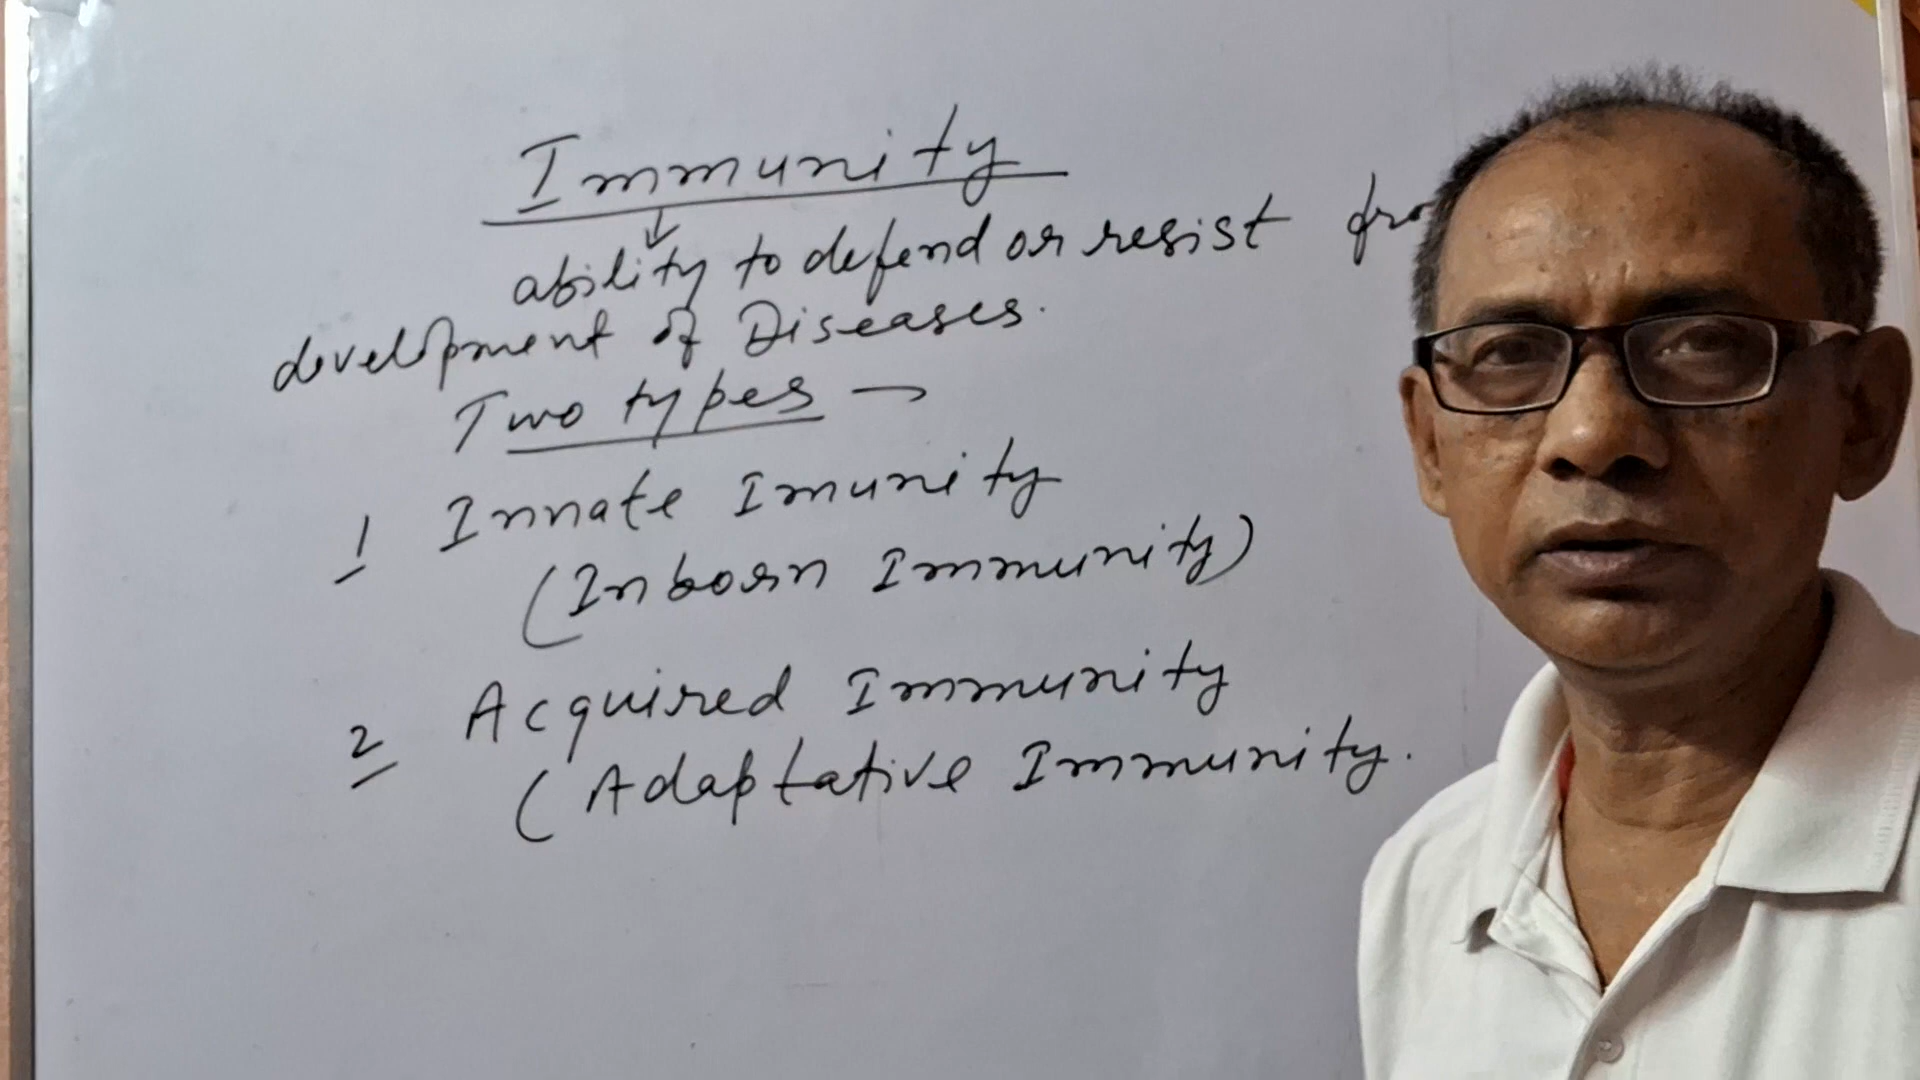 Immunity
ability to defend or resist fro
development of Diseases.
Two types
1 Innate Imunity
(Inborn Immunity)
2 Acquired Immunity
(Adaptative Immunity.